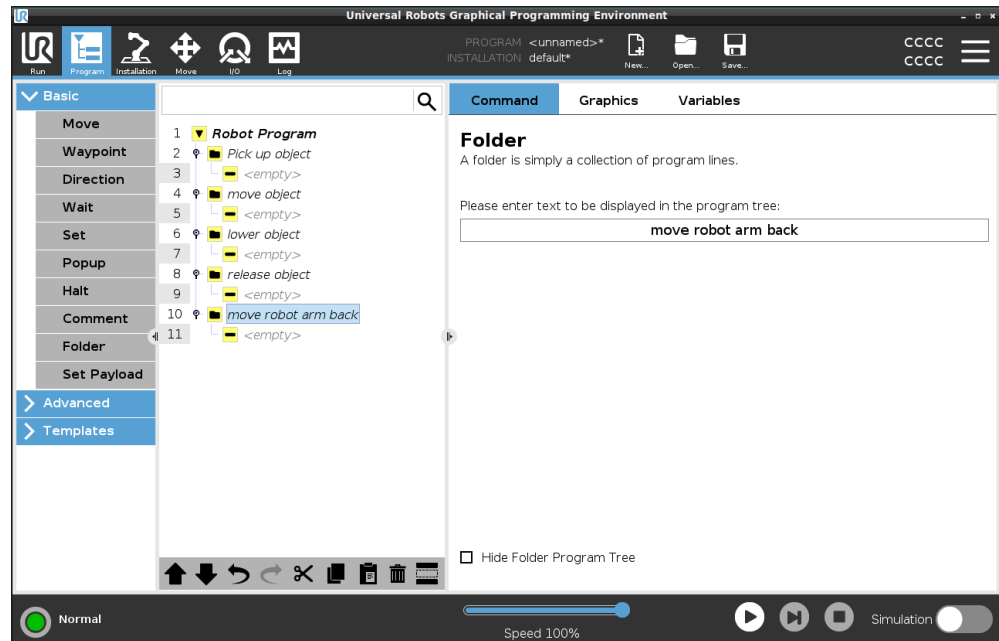 Universal Robots Graphical Programming Environment
UR
Run
Program
Installation
Move
I/O
Log
PROGRAM <unnamed>*
INSTALLATION default*
New...
Open...
Save...
CCCC
CCCC
Basic
Move
Waypoint
Direction
Wait
Set
Popup
Halt
Comment
Folder
Set Payload
Advanced
Templates
1 Robot Program
2 Pick up object
3 <empty>
4 move object
5 <empty>
6 lower object
7 <empty>
8 release object
9 <empty>
10 move robot arm back
11 <empty>
Command Graphics Variables
Folder
A folder is simply a collection of program lines.
Please enter text to be displayed in the program tree:
move robot arm back
Hide Folder Program Tree
Normal
Speed 100%
Simulation